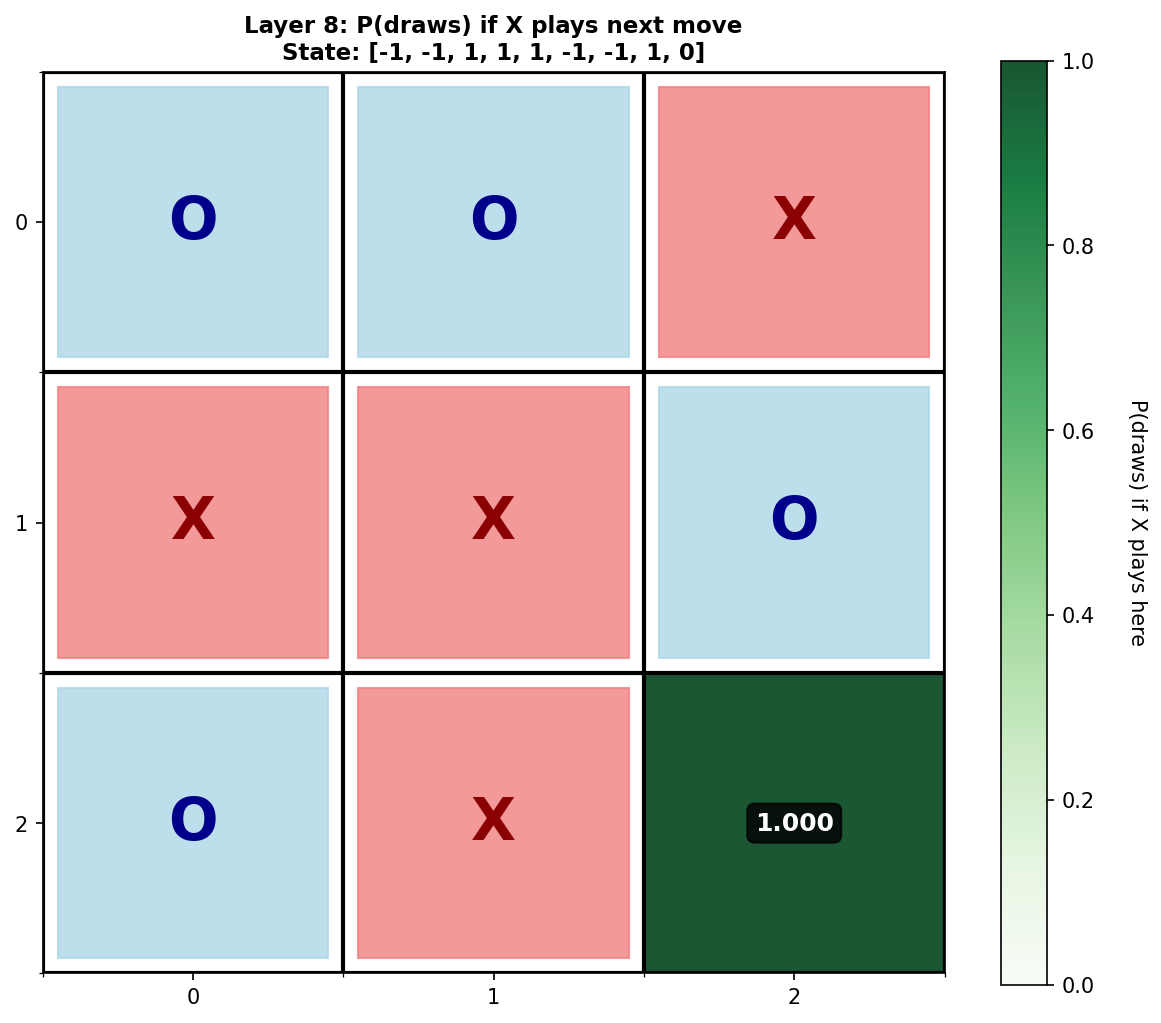 Layer 8: P(draws) if X plays next move
State: [-1, -1, 1, 1, 1, -1, -1, 1, 0]
O
O
X
X
X
O
O
X
1.000
0
1
2
0
1
2
1.0
0.8
0.6
0.4
0.2
0.0
P(draws) if X plays here